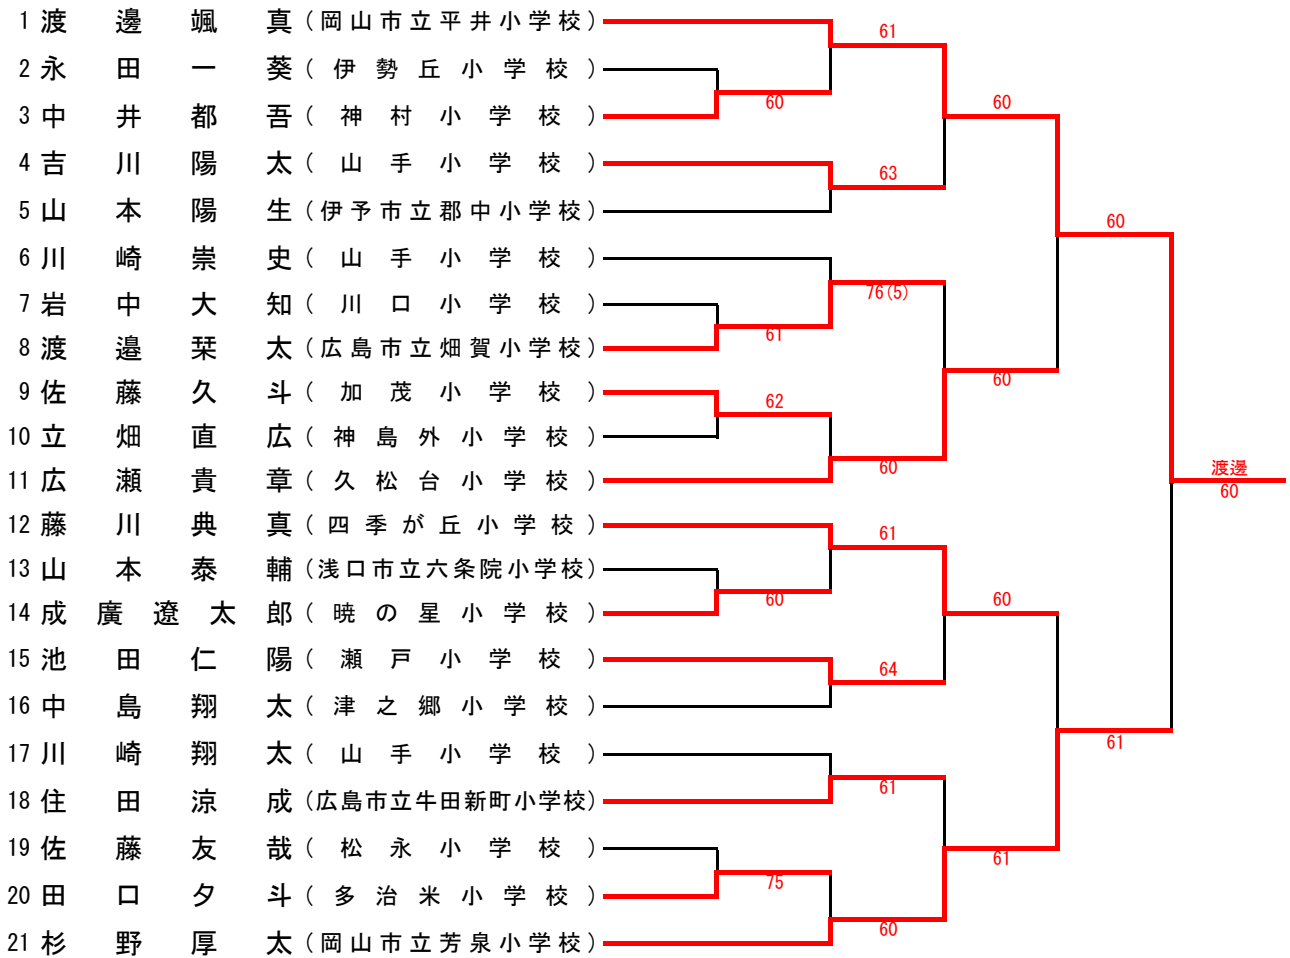 1 渡邊颯真 (岡山市立平井小学校)
2 永田一葵 (伊勢丘小学校)
3 中井都吾 (神村小学校)
4 吉川陽太 (山手小学校)
5 山本陽生 (伊予市立郡中小学校)
6 川崎崇史 (山手小学校)
7 岩中大知 (川口小学校)
8 渡邉栞太 (広島市立畑賀小学校)
9 佐藤久斗 (加茂小学校)
10 立畑直広 (神島外小学校)
11 広瀬貴章 (久松台小学校)
12 藤川典真 (四季が丘小学校)
13 山本泰輔 (浅口市立六条院小学校)
14 成廣遼太郎 (暁の星小学校)
15 池田仁陽 (瀬戸小学校)
16 中島翔太 (津之郷小学校)
17 川崎翔太 (山手小学校)
18 住田涼成 (広島市立牛田新町小学校)
19 佐藤友哉 (松永小学校)
20 田口夕斗 (多治米小学校)
21 杉野厚太 (岡山市立芳泉小学校)
60
61
62
60
75
61
63
76(5)
60
61
64
61
60
60
60
60
61
60
61
渡邊
60